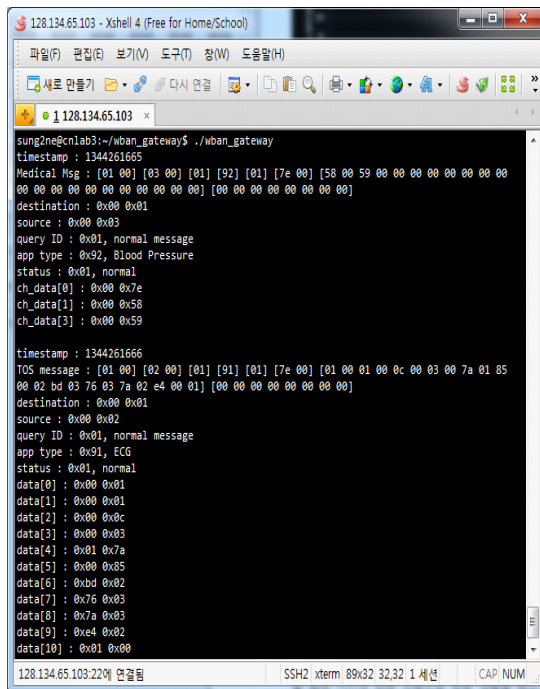 128.134.65.103 - Xshell 4 (Free for Home/School)
파일(F) 편집(E) 보기(V) 도구(T) 창(W) 도움말(H)
새로 만들기 다시 연결
1 128.134.65.103 ×
sung2ne@cnlab3:~/wban_gateway$ ./wban_gateway
timestamp : 1344261665
Medical Msg : [01 00] [03 00] [01] [92] [01] [7e 00] [58 00 59 00 00 00 00 00 00 00 00
00 00 00 00 00 00 00 00 00 00 00] [00 00 00 00 00 00 00 00]
destination : 0x00 0x01
source : 0x00 0x03
query ID : 0x01, normal message
app type : 0x92, Blood Pressure
status : 0x01, normal
ch_data[0] : 0x00 0x7e
ch_data[1] : 0x00 0x58
ch_data[3] : 0x00 0x59
timestamp : 1344261666
TOS message : [01 00] [02 00] [01] [91] [01] [7e 00] [01 00 01 00 0c 00 03 00 7a 01 85
00 02 bd 03 76 03 7a 02 e4 00 01] [00 00 00 00 00 00 00 00]
destination : 0x00 0x01
source : 0x00 0x02
query ID : 0x01, normal message
app type : 0x91, ECG
status : 0x01, normal
data[0] : 0x00 0x01
data[1] : 0x00 0x01
data[2] : 0x00 0x0c
data[3] : 0x00 0x03
data[4] : 0x01 0x7a
data[5] : 0x00 0x85
data[6] : 0xbd 0x02
data[7] : 0x76 0x03
data[8] : 0x7a 0x03
data[9] : 0xe4 0x02
data[10] : 0x01 0x00
128.134.65.103:22에 연결됨 SSH2 xterm 89x32 32,32 1 세션 CAP NUM